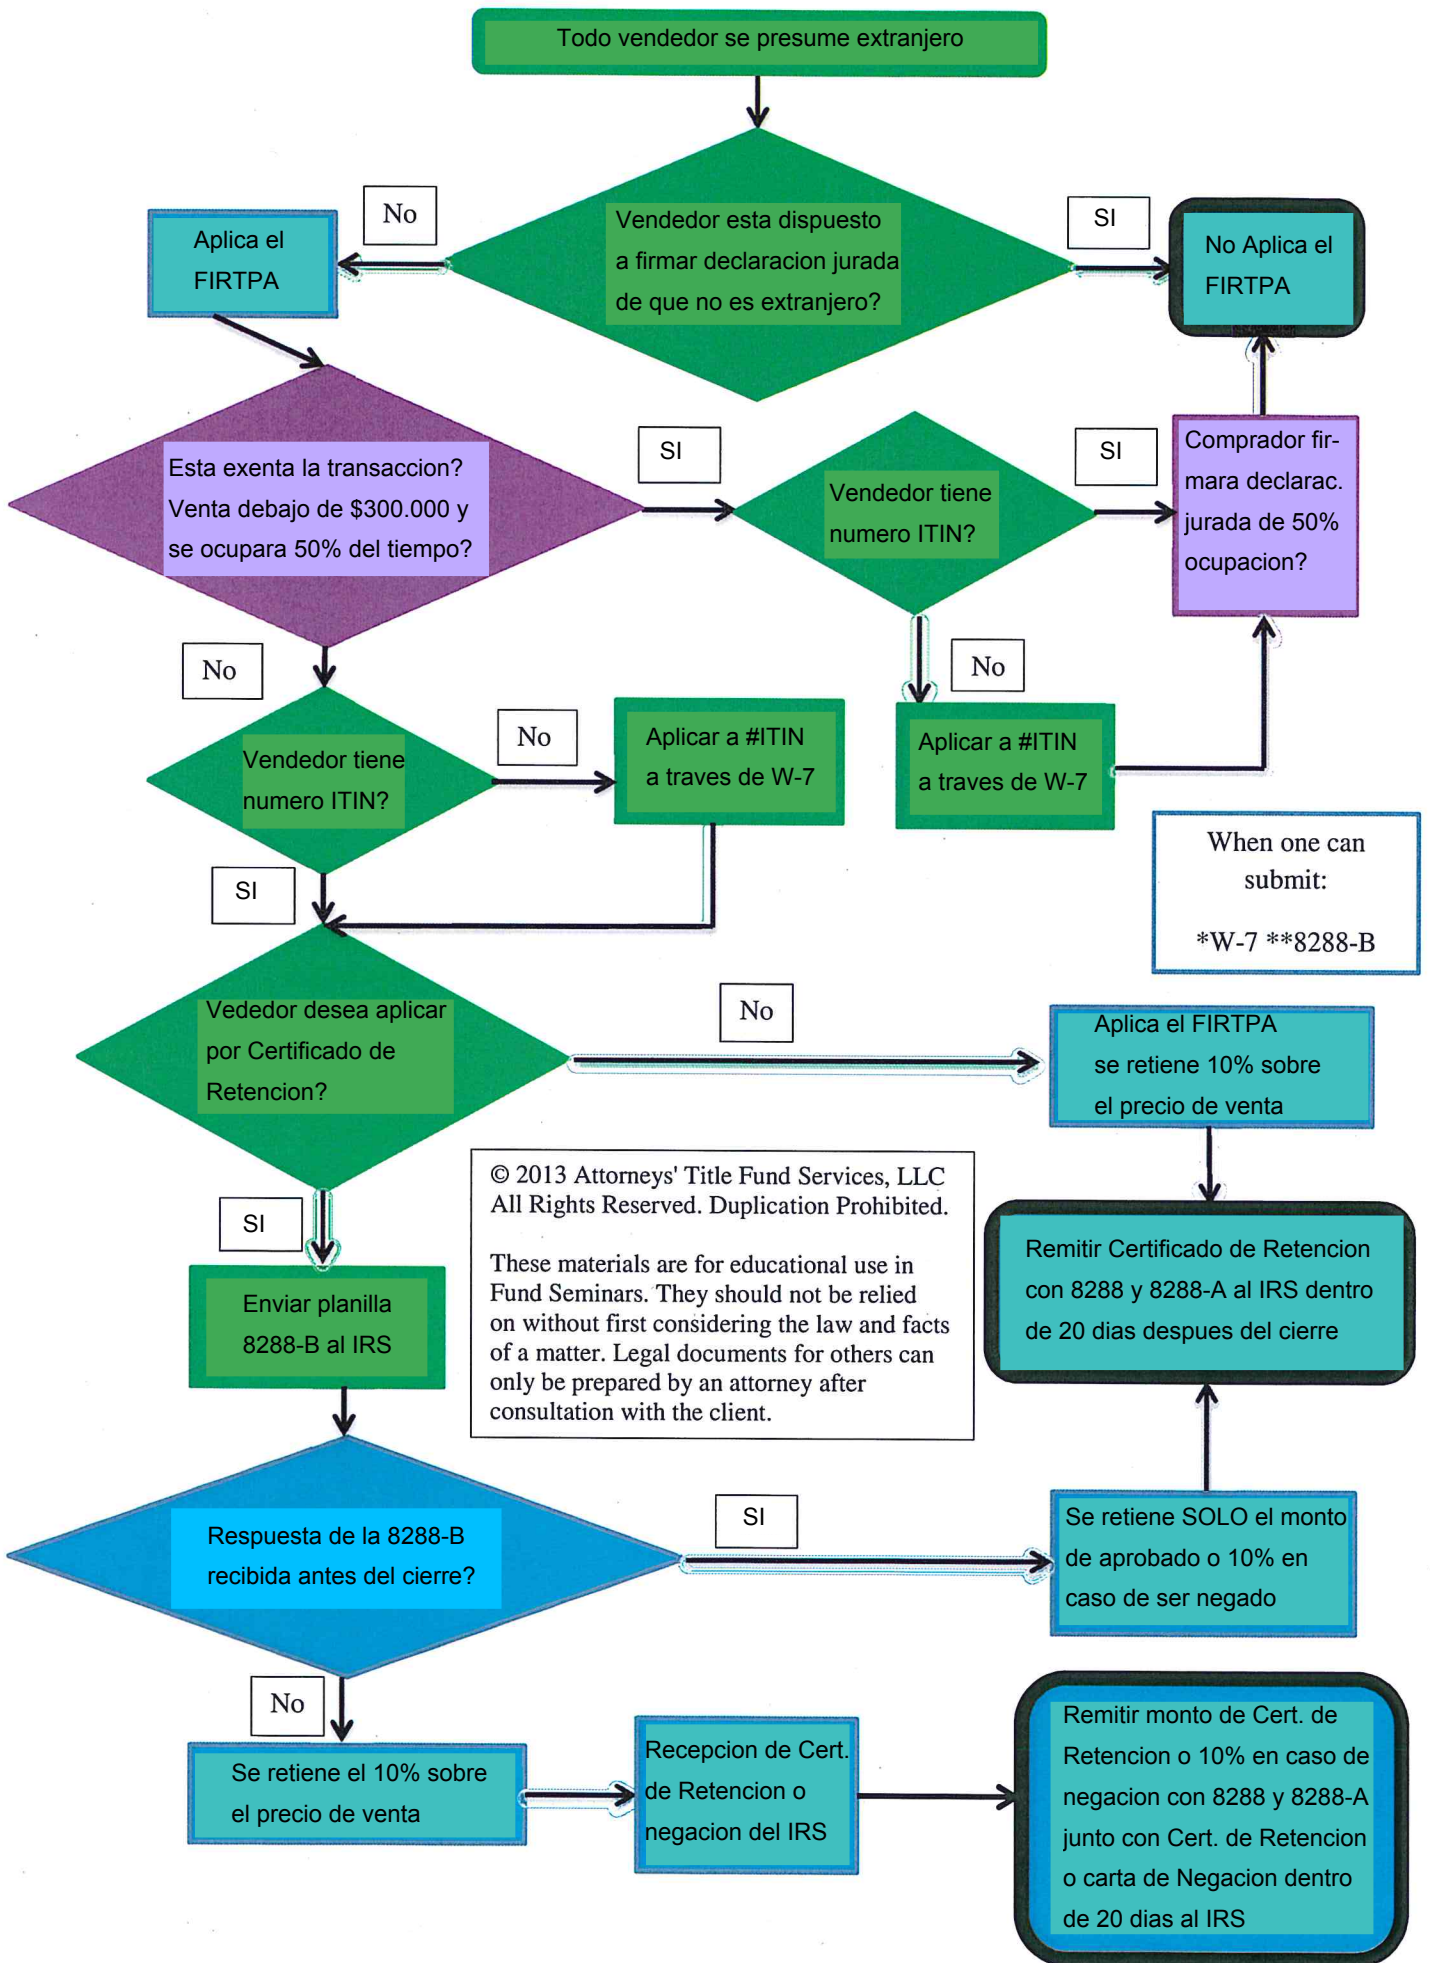 Todo vendedor se presume extranjero
No
SI
Aplica el
FIRTPA
Vendedor esta dispuesto
a firmar declaracion jurada
de que no es extranjero?
No Aplica el
FIRTPA
Esta exenta la transaccion?
Venta debajo de $300.000 y
se ocupara 50% del tiempo?
SI
Vendedor tiene
numero ITIN?
SI
Comprador fir-
mara declarac.
jurada de 50%
ocupacion?
No
No
Vendedor tiene
numero ITIN?
No
Aplicar a #ITIN
a traves de W-7
Aplicar a #ITIN
a traves de W-7
When one can
submit:
*W-7 **8288-B
SI
Vededor desea aplicar
por Certificado de
Retencion?
No
Aplica el FIRTPA
se retiene 10% sobre
el precio de venta
© 2013 Attorneys' Title Fund Services, LLC
All Rights Reserved. Duplication Prohibited.
These materials are for educational use in
Fund Seminars. They should not be relied
on without first considering the law and facts
of a matter. Legal documents for others can
only be prepared by an attorney after
consultation with the client.
SI
Remitir Certificado de Retencion
con 8288 y 8288-A al IRS dentro
de 20 dias despues del cierre
Enviar planilla
8288-B al IRS
Respuesta de la 8288-B
recibida antes del cierre?
SI
Se retiene SOLO el monto
de aprobado o 10% en
caso de ser negado
No
Se retiene el 10% sobre
el precio de venta
Recepcion de Cert.
de Retencion o
negacion del IRS
Remitir monto de Cert. de
Retencion o 10% en caso de
negacion con 8288 y 8288-A
junto con Cert. de Retencion
o carta de Negacion dentro
de 20 dias al IRS